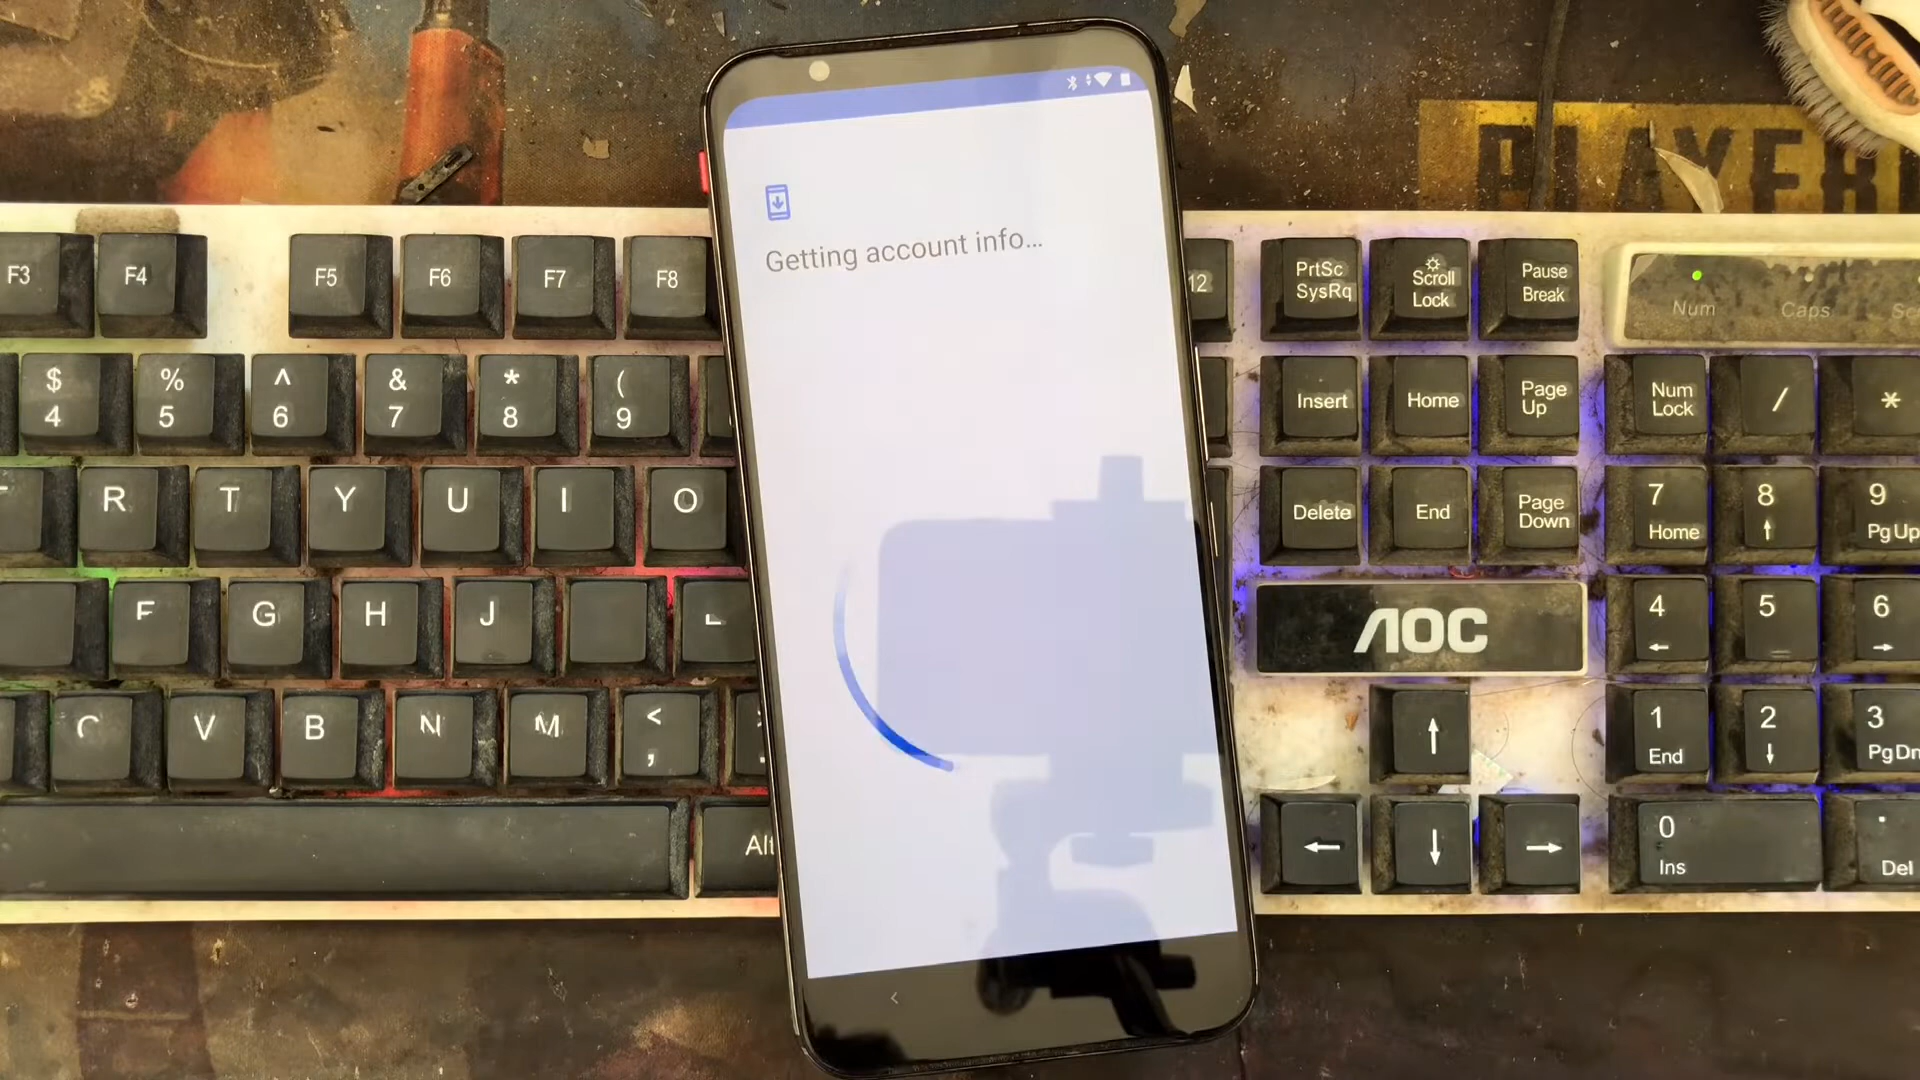 PLAYER
Getting account info...
F3
F4
F5
F6
F7
F8
12
PrtSc
SysRq
Scroll
Lock
Pause
Break
Num
Caps
$
4
%
5
^
6
&
7
*
8
(
9
Insert
Home
Page
Up
Num
Lock
/
*
R
T
Y
U
I
O
Delete
End
Page
Down
7
Home
8
↑
9
PgUp
F
G
H
J
AOC
4
←
5
6
→
C
V
B
N
M
<
,
↑
1
End
2
↓
3
PgDn
Alt
←
↓
→
0
Ins
.
Del